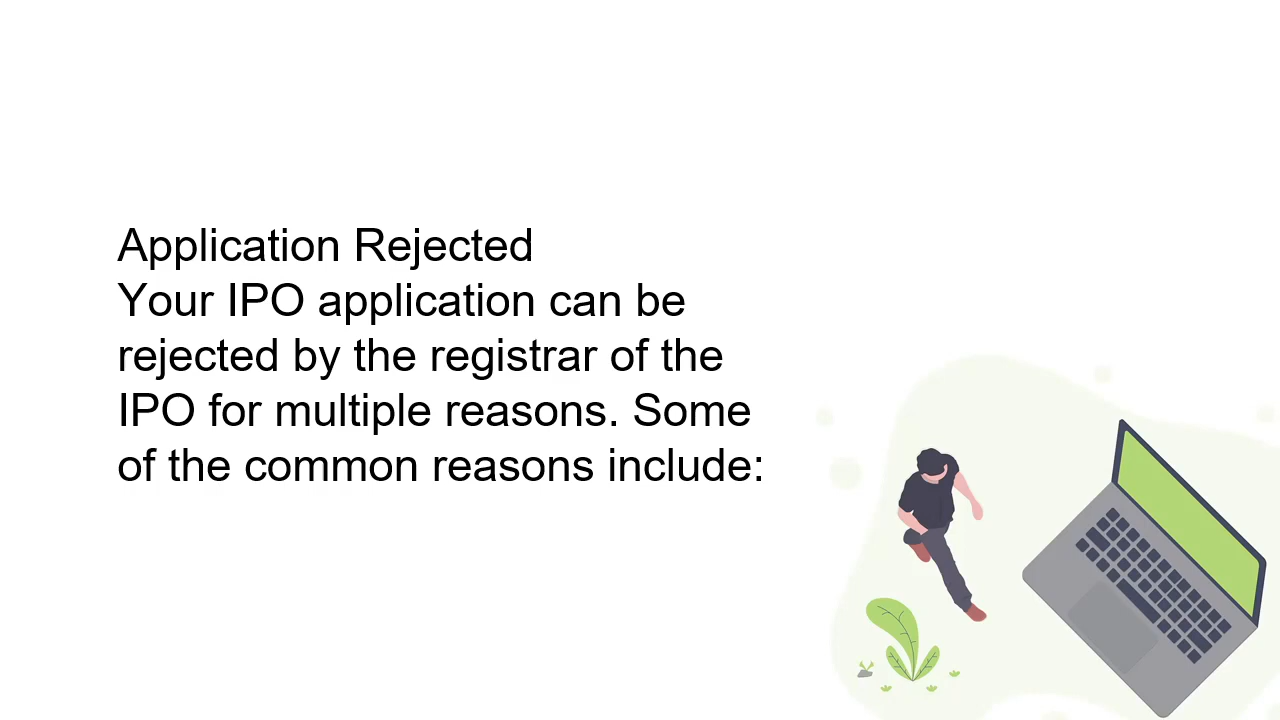 Application Rejected
Your IPO application can be
rejected by the registrar of the
IPO for multiple reasons. Some
of the common reasons include: